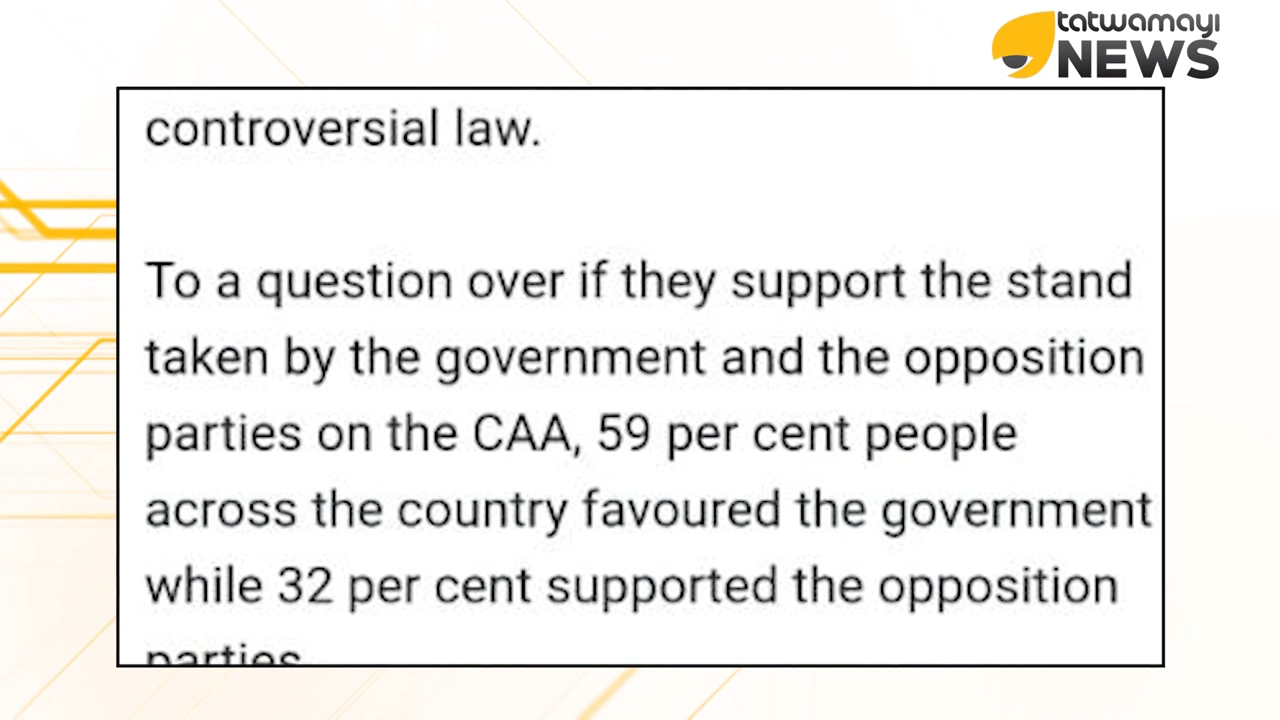 tatwamayi
NEWS
controversial law.
To a question over if they support the stand
taken by the government and the opposition
parties on the CAA, 59 per cent people
across the country favoured the government
while 32 per cent supported the opposition
parties